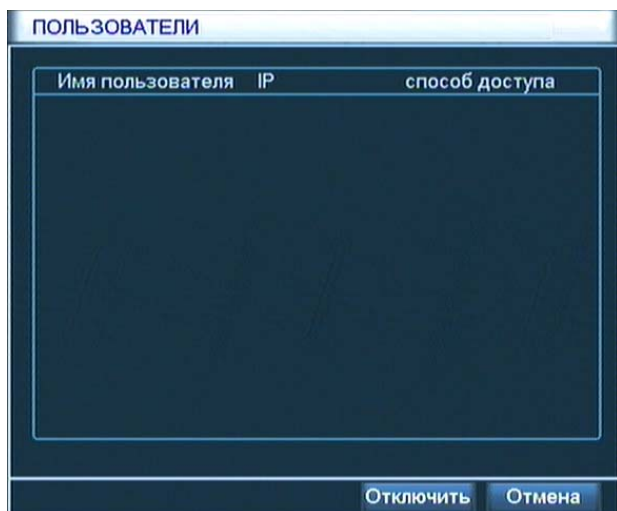 ПОЛЬЗОВАТЕЛИ
Имя пользователя IP способ доступа
Отключить Отмена